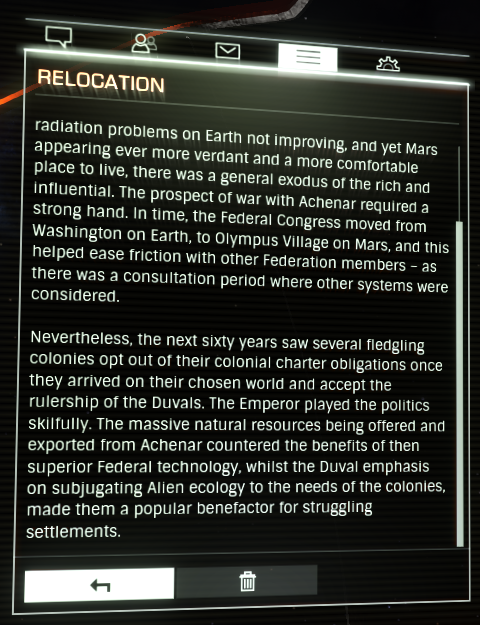 RELOCATION
radiation problems on Earth not improving, and yet Mars
appearing ever more verdant and a more comfortable
place to live, there was a general exodus of the rich and
influential. The prospect of war with Achenar required a
strong hand. In time, the Federal Congress moved from
Washington on Earth, to Olympus Village on Mars, and this
helped ease friction with other Federation members – as
there was a consultation period where other systems were
considered.
Nevertheless, the next sixty years saw several fledgling
colonies opt out of their colonial charter obligations once
they arrived on their chosen world and accept the
rulership of the Duvals. The Emperor played the politics
skilfully. The massive natural resources being offered and
exported from Achenar countered the benefits of then
superior Federal technology, whilst the Duval emphasis
on subjugating Alien ecology to the needs of the colonies,
made them a popular benefactor for struggling
settlements.